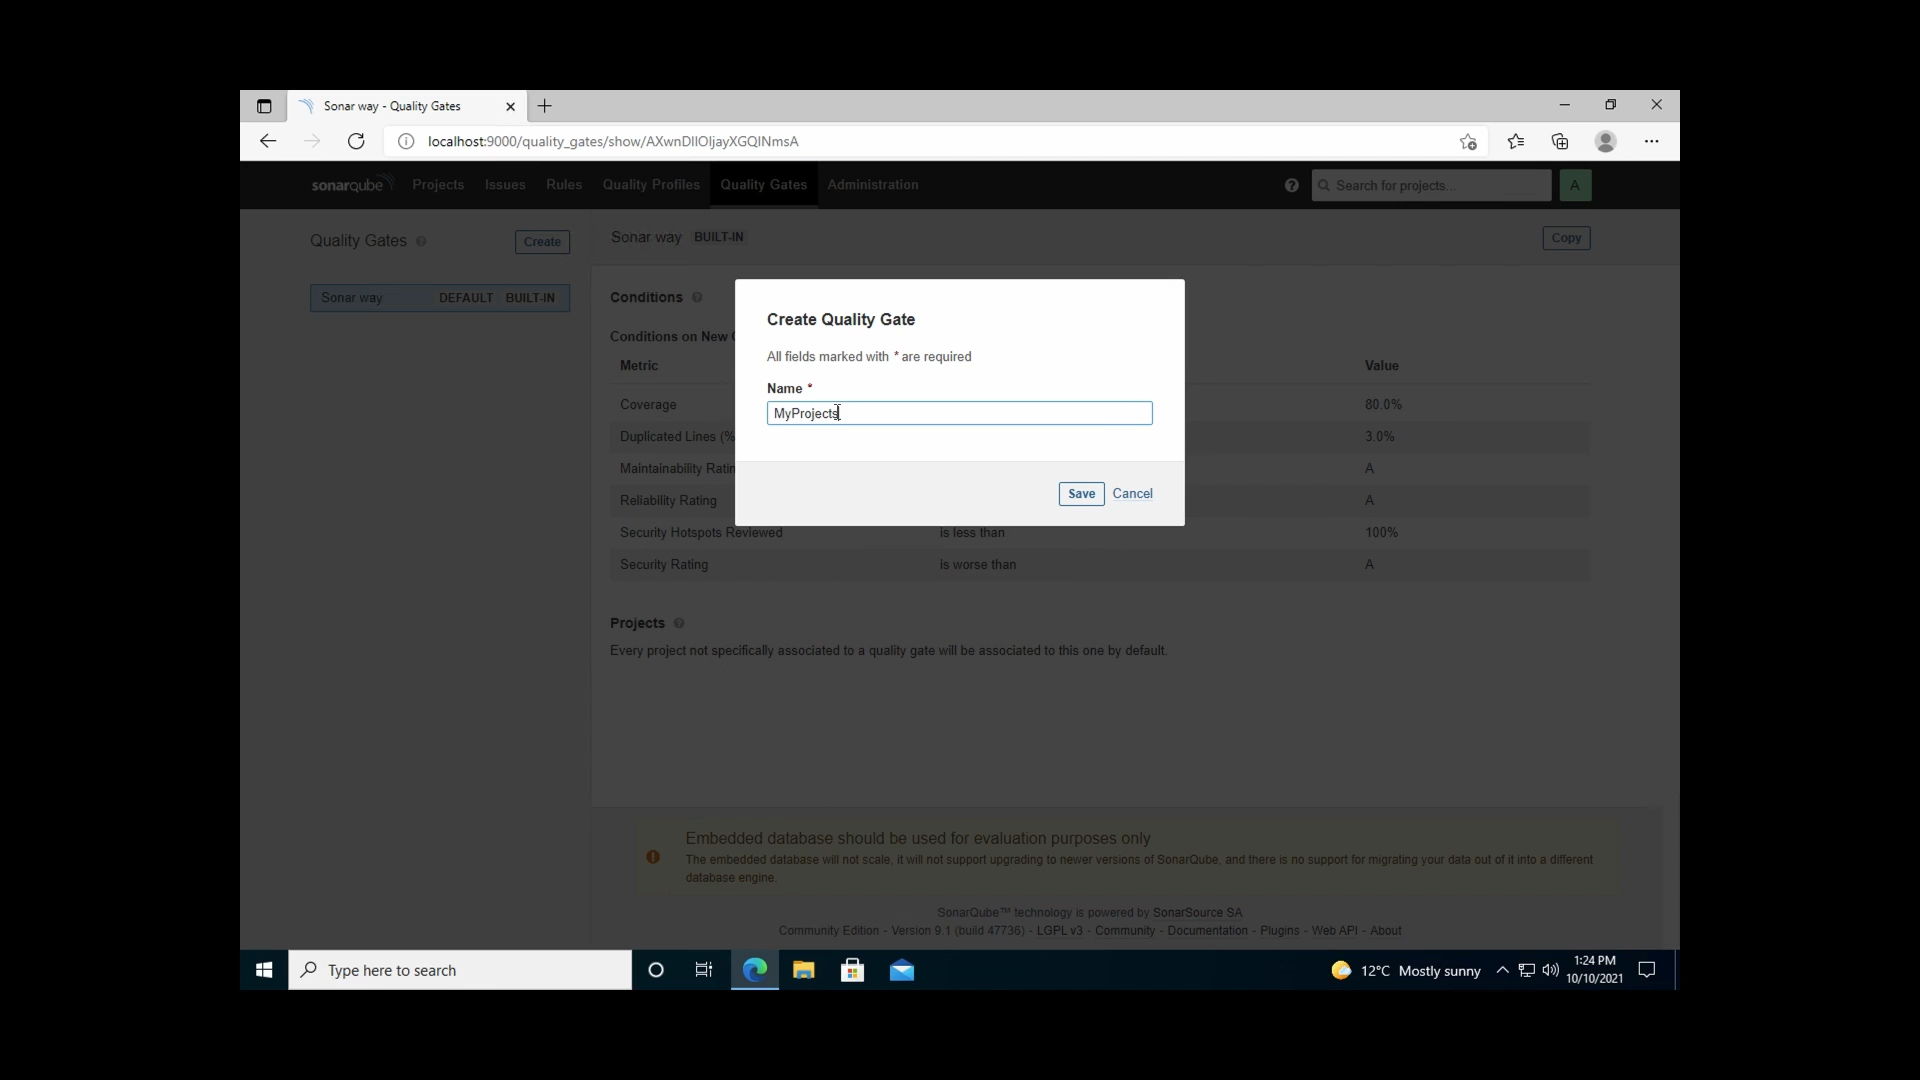 Sonar way - Quality Gates
localhost:9000/quality_gates/show/AXwnDIIOljayXGQINmsA
sonarqube Projects Issues Rules Quality Profiles Quality Gates Administration Search for projects... A
Quality Gates Create
Sonar way BUILT-IN Copy
Sonar way DEFAULT BUILT-IN
Conditions
Conditions on New
Metric Value
Coverage 80.0%
Duplicated Lines (% 3.0%
Maintainability Ratin A
Reliability Rating A
Security Hotspots Reviewed is less than 100%
Security Rating is worse than A
Create Quality Gate
All fields marked with * are required
Name *
MyProjects
Save Cancel
Projects
Every project not specifically associated to a quality gate will be associated to this one by default.
Embedded database should be used for evaluation purposes only
The embedded database will not scale, it will not support upgrading to newer versions of SonarQube, and there is no support for migrating your data out of it into a different
database engine.
SonarQube™ technology is powered by SonarSource SA
Community Edition - Version 9.1 (build 47736) - LGPL v3 - Community - Documentation - Plugins - Web API - About
Type here to search
12°C Mostly sunny
1:24 PM
10/10/2021